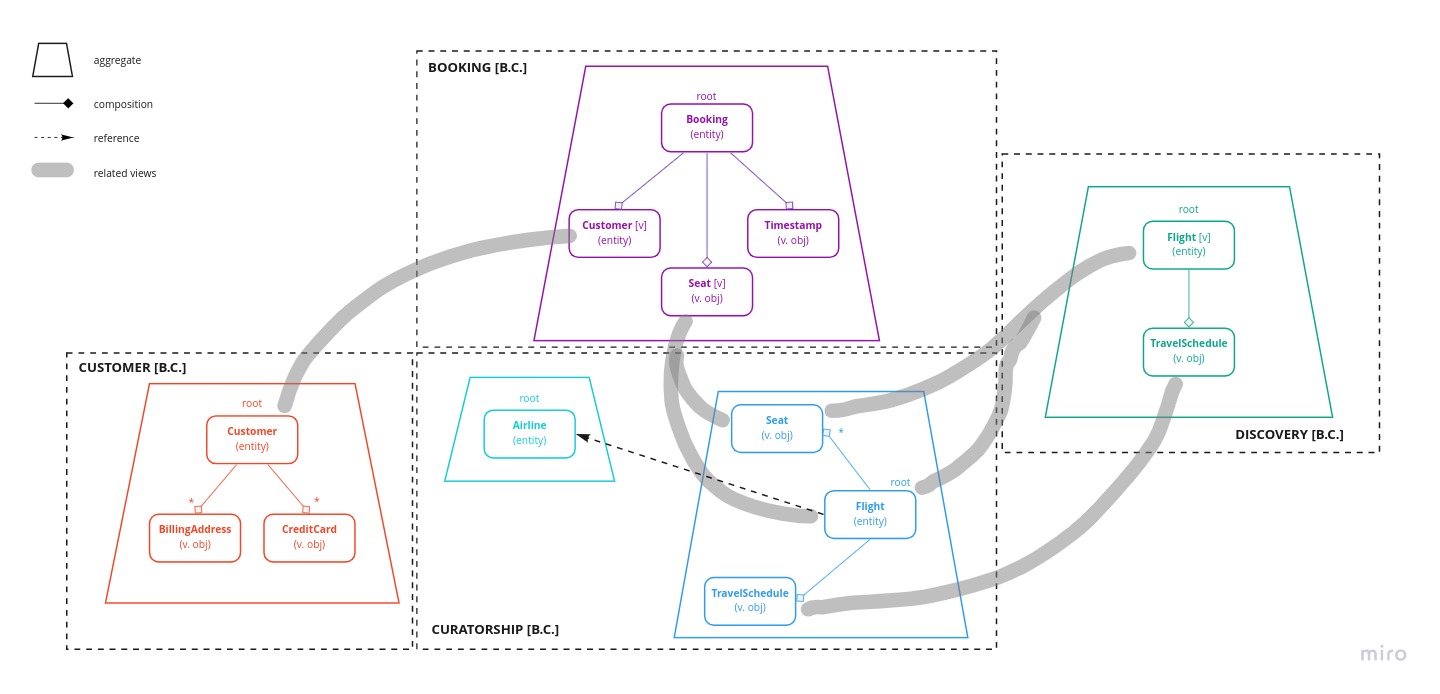 aggregate
composition
reference
related views
BOOKING [B.C.]
root
Booking
(entity)
Customer [v]
(entity)
Timestamp
(v. obj)
Seat [v]
(v. obj)
root
Flight [v]
(entity)
TravelSchedule
(v. obj)
DISCOVERY [B.C.]
CUSTOMER [B.C.]
root
Customer
(entity)
*
*
BillingAddress
(v. obj)
CreditCard
(v. obj)
root
Airline
(entity)
Seat
(v. obj)
*
root
Flight
(entity)
TravelSchedule
(v. obj)
CURATORSHIP [B.C.]
miro